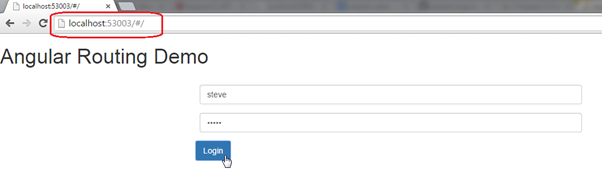 localhost:53003/#/
localhost:53003/#/
Angular Routing Demo
steve
•••••
Login